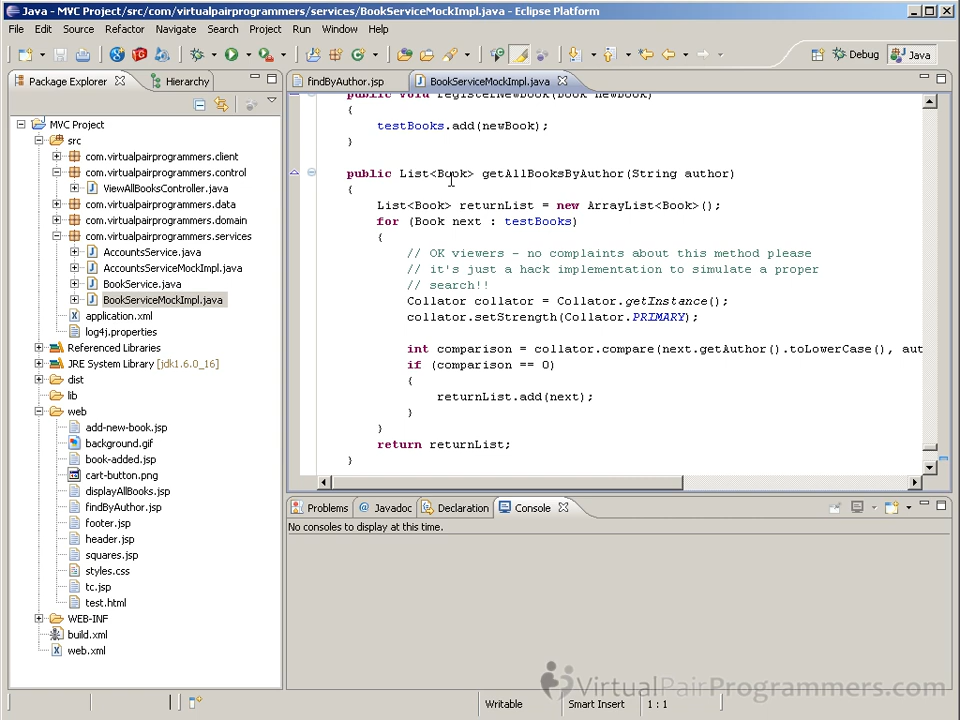 Java - MVC Project/src/com/virtualpairprogrammers/services/BookServiceMockImpl.java - Eclipse Platform
File Edit Source Refactor Navigate Search Project Run Window Help
Debug Java
Package Explorer Hierarchy
findByAuthor.jsp BookServiceMockImpl.java
MVC Project
src
com.virtualpairprogrammers.client
com.virtualpairprogrammers.control
ViewAllBooksController.java
com.virtualpairprogrammers.data
com.virtualpairprogrammers.domain
com.virtualpairprogrammers.services
AccountsService.java
AccountsServiceMockImpl.java
BookService.java
BookServiceMockImpl.java
application.xml
log4j.properties
Referenced Libraries
JRE System Library [jdk1.6.0_16]
dist
lib
web
add-new-book.jsp
background.gif
book-added.jsp
cart-button.png
displayAllBooks.jsp
findByAuthor.jsp
footer.jsp
header.jsp
squares.jsp
styles.css
tc.jsp
test.html
WEB-INF
build.xml
web.xml
public void registerNewBook(Book newBook)
{
testBooks.add(newBook);
}
public List<Book> getAllBooksByAuthor(String author)
{
List<Book> returnList = new ArrayList<Book>();
for (Book next : testBooks)
{
// OK viewers - no complaints about this method please
// it's just a hack implementation to simulate a proper
// search!!
Collator collator = Collator.getInstance();
collator.setStrength(Collator.PRIMARY);
int comparison = collator.compare(next.getAuthor().toLowerCase(), aut
if (comparison == 0)
{
returnList.add(next);
}
}
return returnList;
}
Problems Javadoc Declaration Console
No consoles to display at this time.
VirtualPairProgrammers.com
Writable Smart Insert 1 : 1